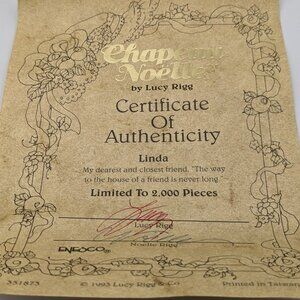 Chapeau
Noelle
by Lucy Rigg
Certificate
Of
Authenticity
Linda
My dearest and closest friend. "The way
to the house of a friend is never long."
Limited To 2,000 Pieces
Lucy Rigg
Noelle Rigg
ENESCO
351873
© 1993 Lucy Rigg & Co
Printed in Taiwan